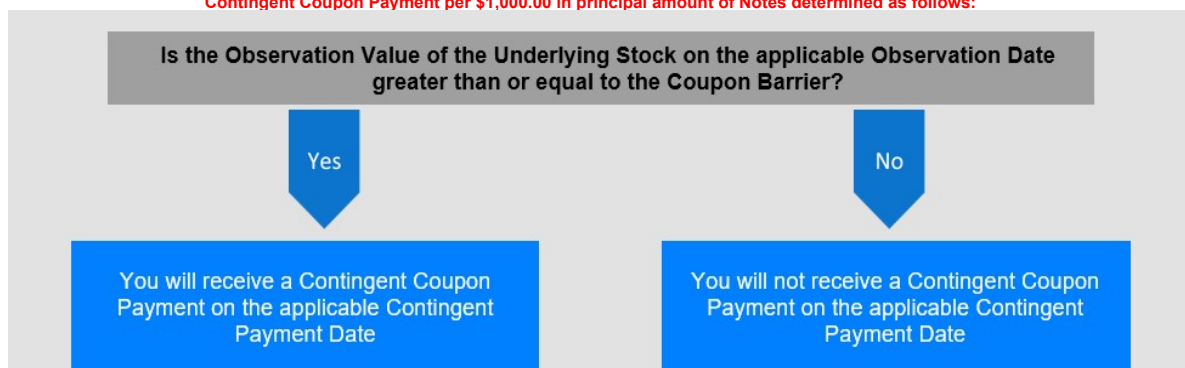 Contingent Coupon Payment per $1,000.00 in principal amount of Notes determined as follows:
Is the Observation Value of the Underlying Stock on the applicable Observation Date
greater than or equal to the Coupon Barrier?
Yes
No
You will receive a Contingent Coupon
Payment on the applicable Contingent
Payment Date
You will not receive a Contingent Coupon
Payment on the applicable Contingent
Payment Date